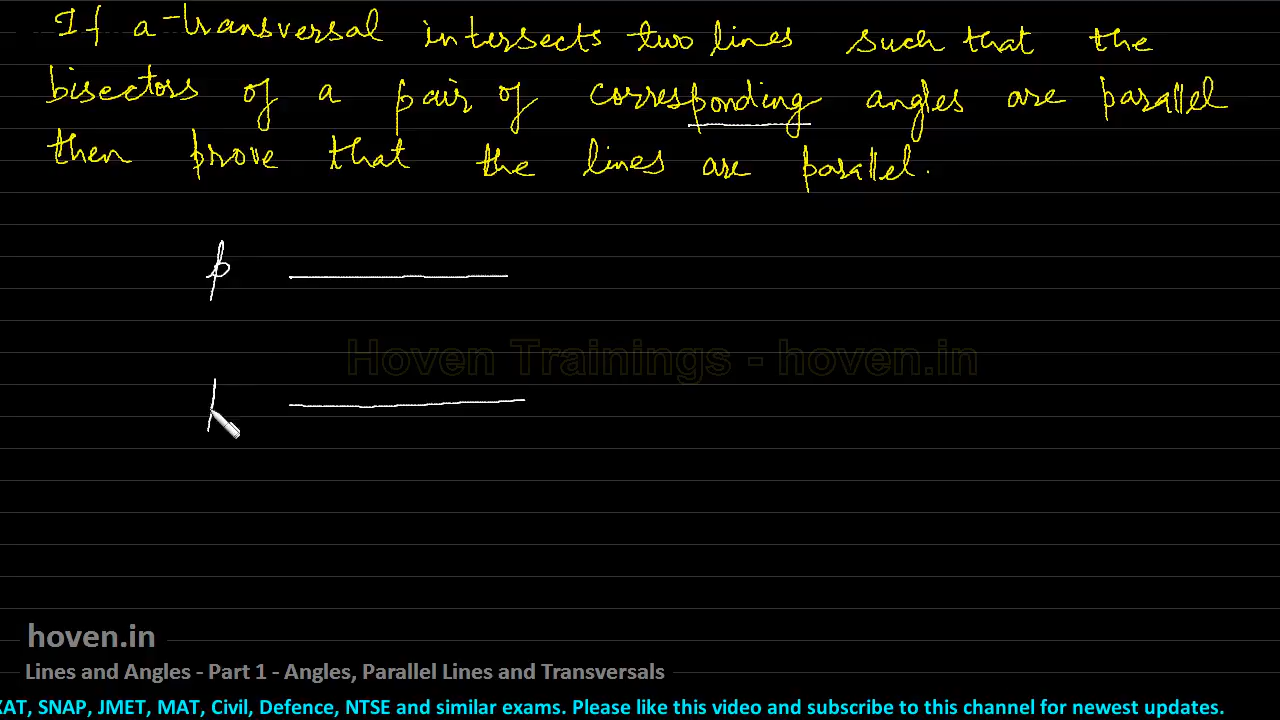 If a transversal intersects two lines such that the
bisectors of a pair of corresponding angles are parallel
then prove that the lines are parallel.
p
Hoven Trainings - hoven.in
hoven.in
Lines and Angles - Part 1 - Angles, Parallel Lines and Transversals
XAT, SNAP, JMET, MAT, Civil, Defence, NTSE and similar exams. Please like this video and subscribe to this channel for newest updates.